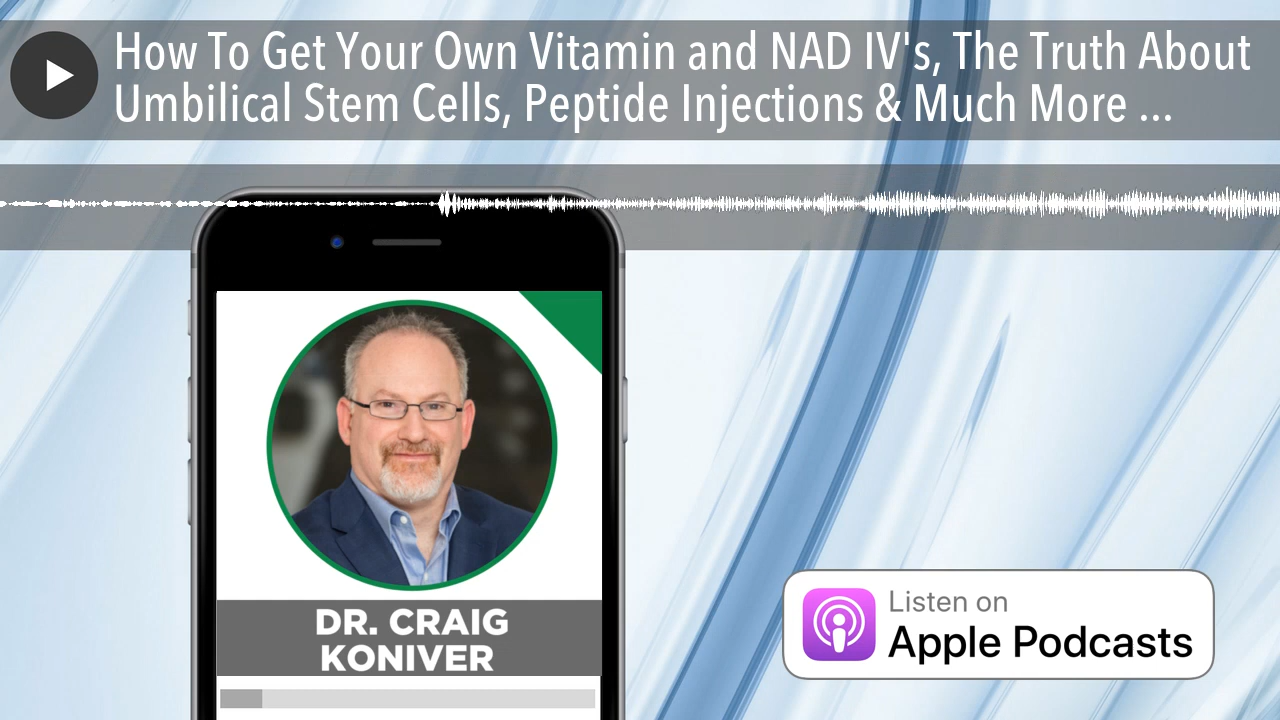 How To Get Your Own Vitamin and NAD IV's, The Truth About
Umbilical Stem Cells, Peptide Injections & Much More ...
DR. CRAIG
KONIVER
Listen on
Apple Podcasts